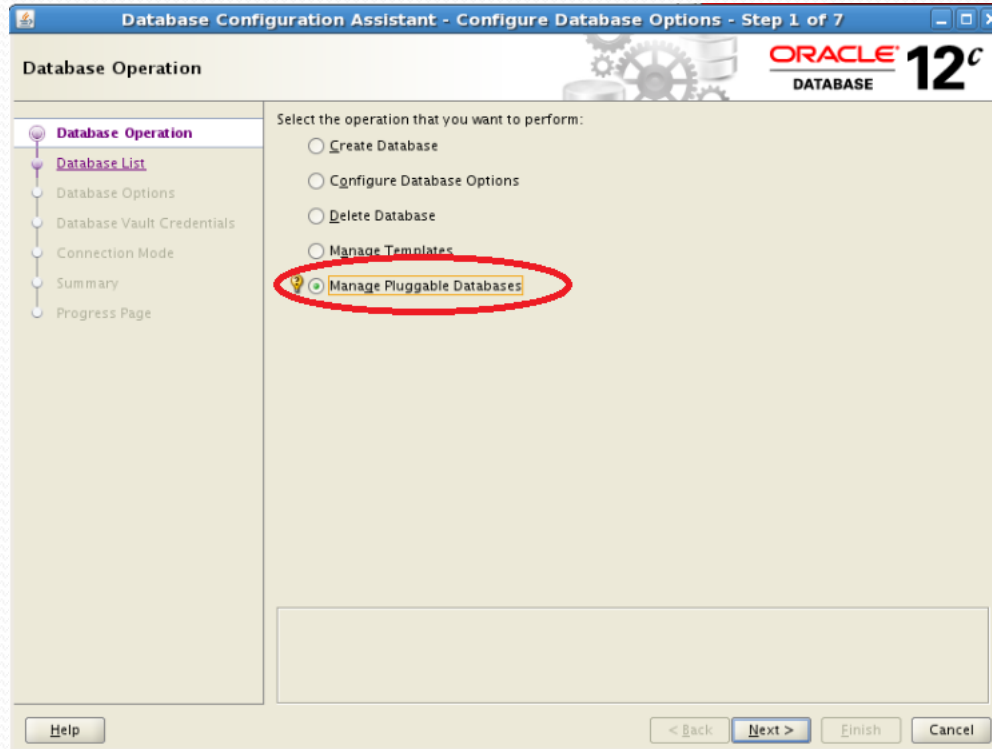 Database Configuration Assistant - Configure Database Options - Step 1 of 7
Database Operation
ORACLE 12c
DATABASE
Database Operation
Database List
Database Options
Database Vault Credentials
Connection Mode
Summary
Progress Page
Select the operation that you want to perform:
Create Database
Configure Database Options
Delete Database
Manage Templates
Manage Pluggable Databases
Help
< Back
Next >
Finish
Cancel